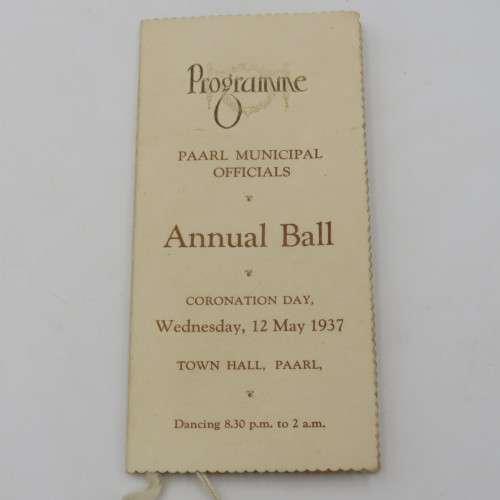 Programme
PAARL MUNICIPAL
OFFICIALS
Annual Ball
CORONATION DAY,
Wednesday, 12 May 1937
TOWN HALL, PAARL,
Dancing 8.30 p.m. to 2 a.m.